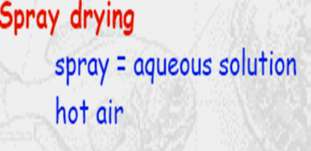 Spray drying
spray = aqueous solution
hot air